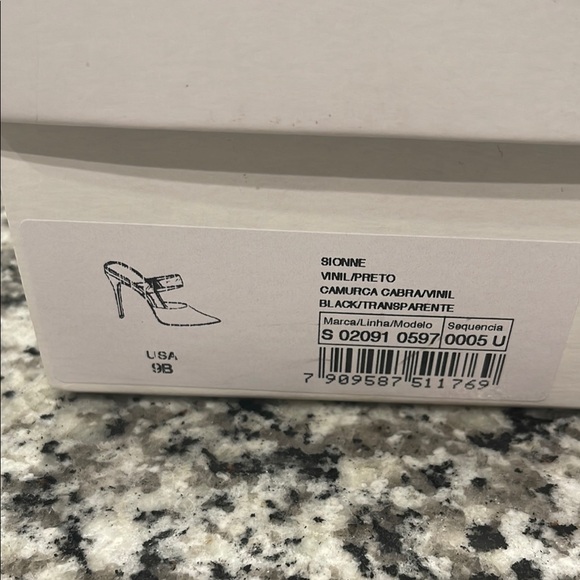 SIONNE
VINIL/PRETO
CAMURCA CABRA/VINIL
BLACK/TRANSPARENTE
Marca/Linha/Modelo Sequencia
S 02091 0597 0005 U
7 909587 511769
USA
9B